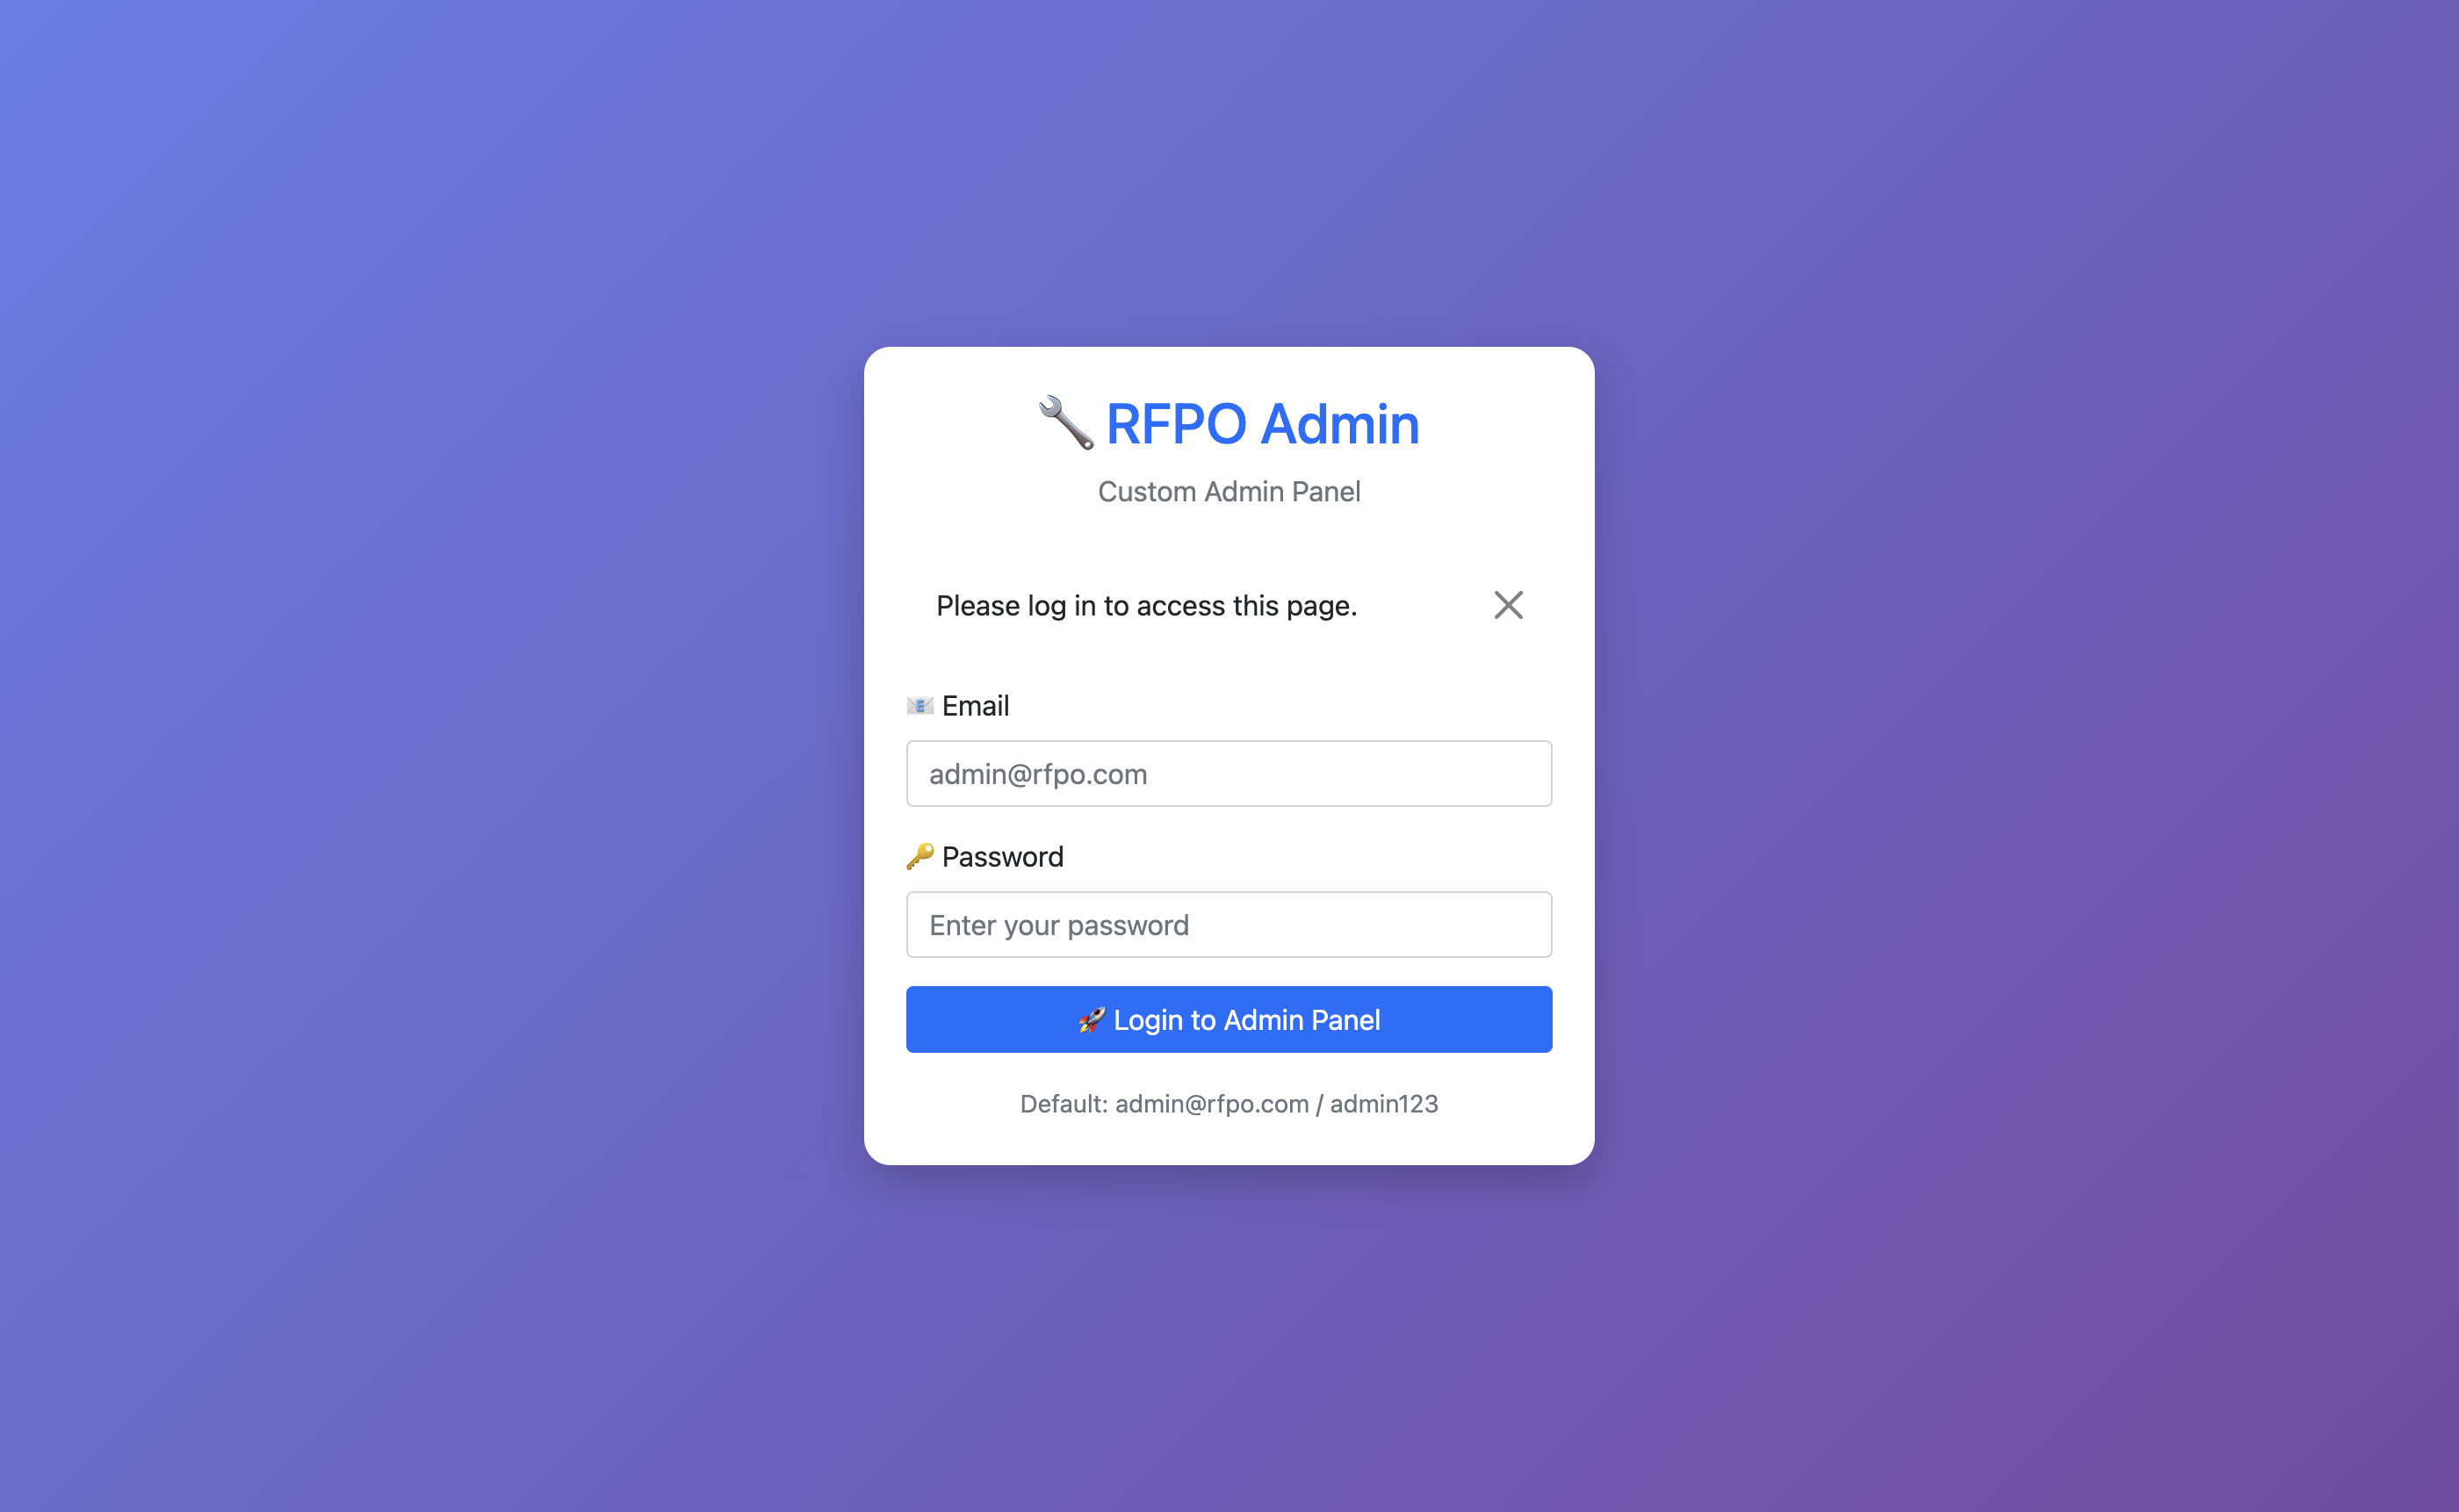 🔧 RFPO Admin
Custom Admin Panel
Please log in to access this page.
📧 Email
admin@rfpo.com
🔑 Password
Enter your password
🚀 Login to Admin Panel
Default: admin@rfpo.com / admin123